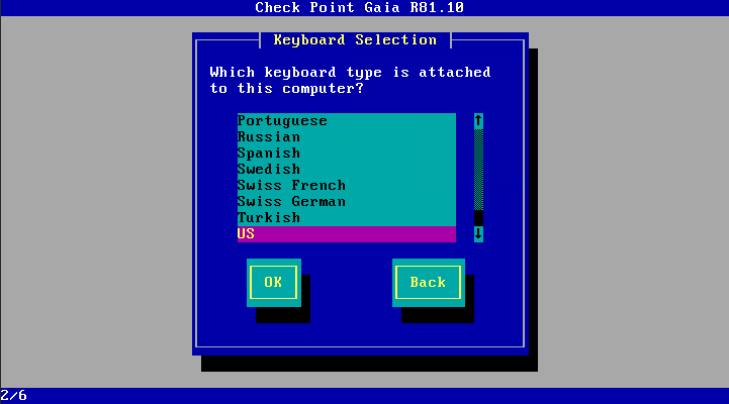 Check Point Gaia R81.10
Keyboard Selection
Which keyboard type is attached
to this computer?
Portuguese
Russian
Spanish
Swedish
Swiss French
Swiss German
Turkish
US
OK
Back
2/6